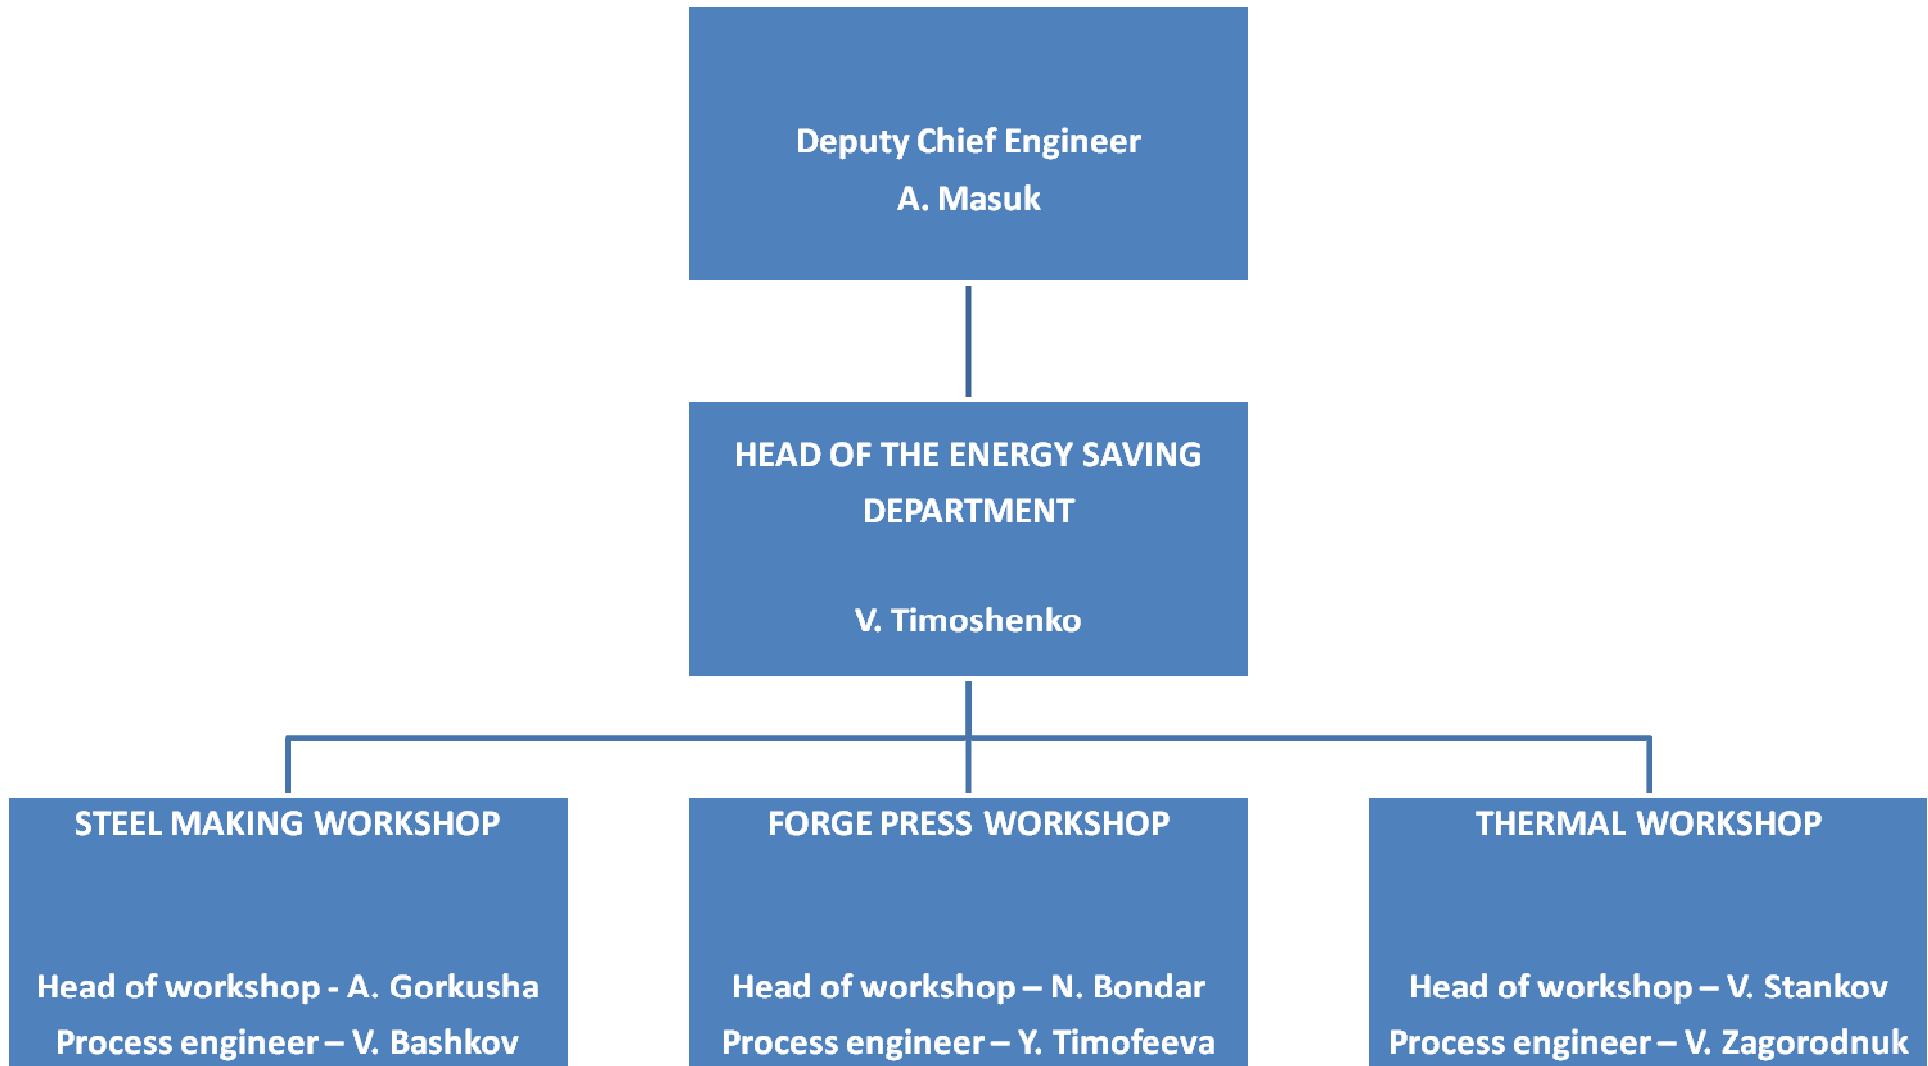 Deputy Chief Engineer
A. Masuk
HEAD OF THE ENERGY SAVING
DEPARTMENT
V. Timoshenko
STEEL MAKING WORKSHOP
Head of workshop - A. Gorkusha
Process engineer – V. Bashkov
FORGE PRESS WORKSHOP
Head of workshop – N. Bondar
Process engineer – Y. Timofeeva
THERMAL WORKSHOP
Head of workshop – V. Stankov
Process engineer – V. Zagorodnuk